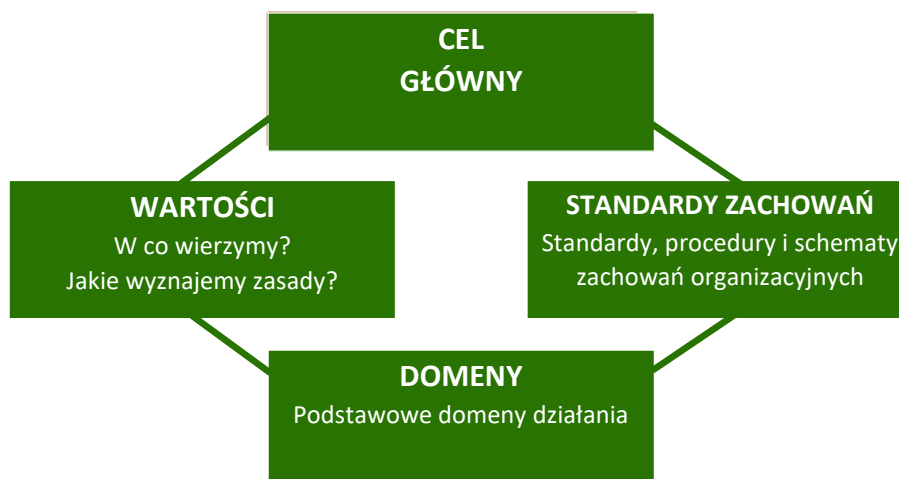 CEL
GŁÓWNY
WARTOŚCI
W co wierzymy?
Jakie wyznajemy zasady?
STANDARDY ZACHOWAŃ
Standardy, procedury i schematy
zachowań organizacyjnych
DOMENY
Podstawowe domeny działania